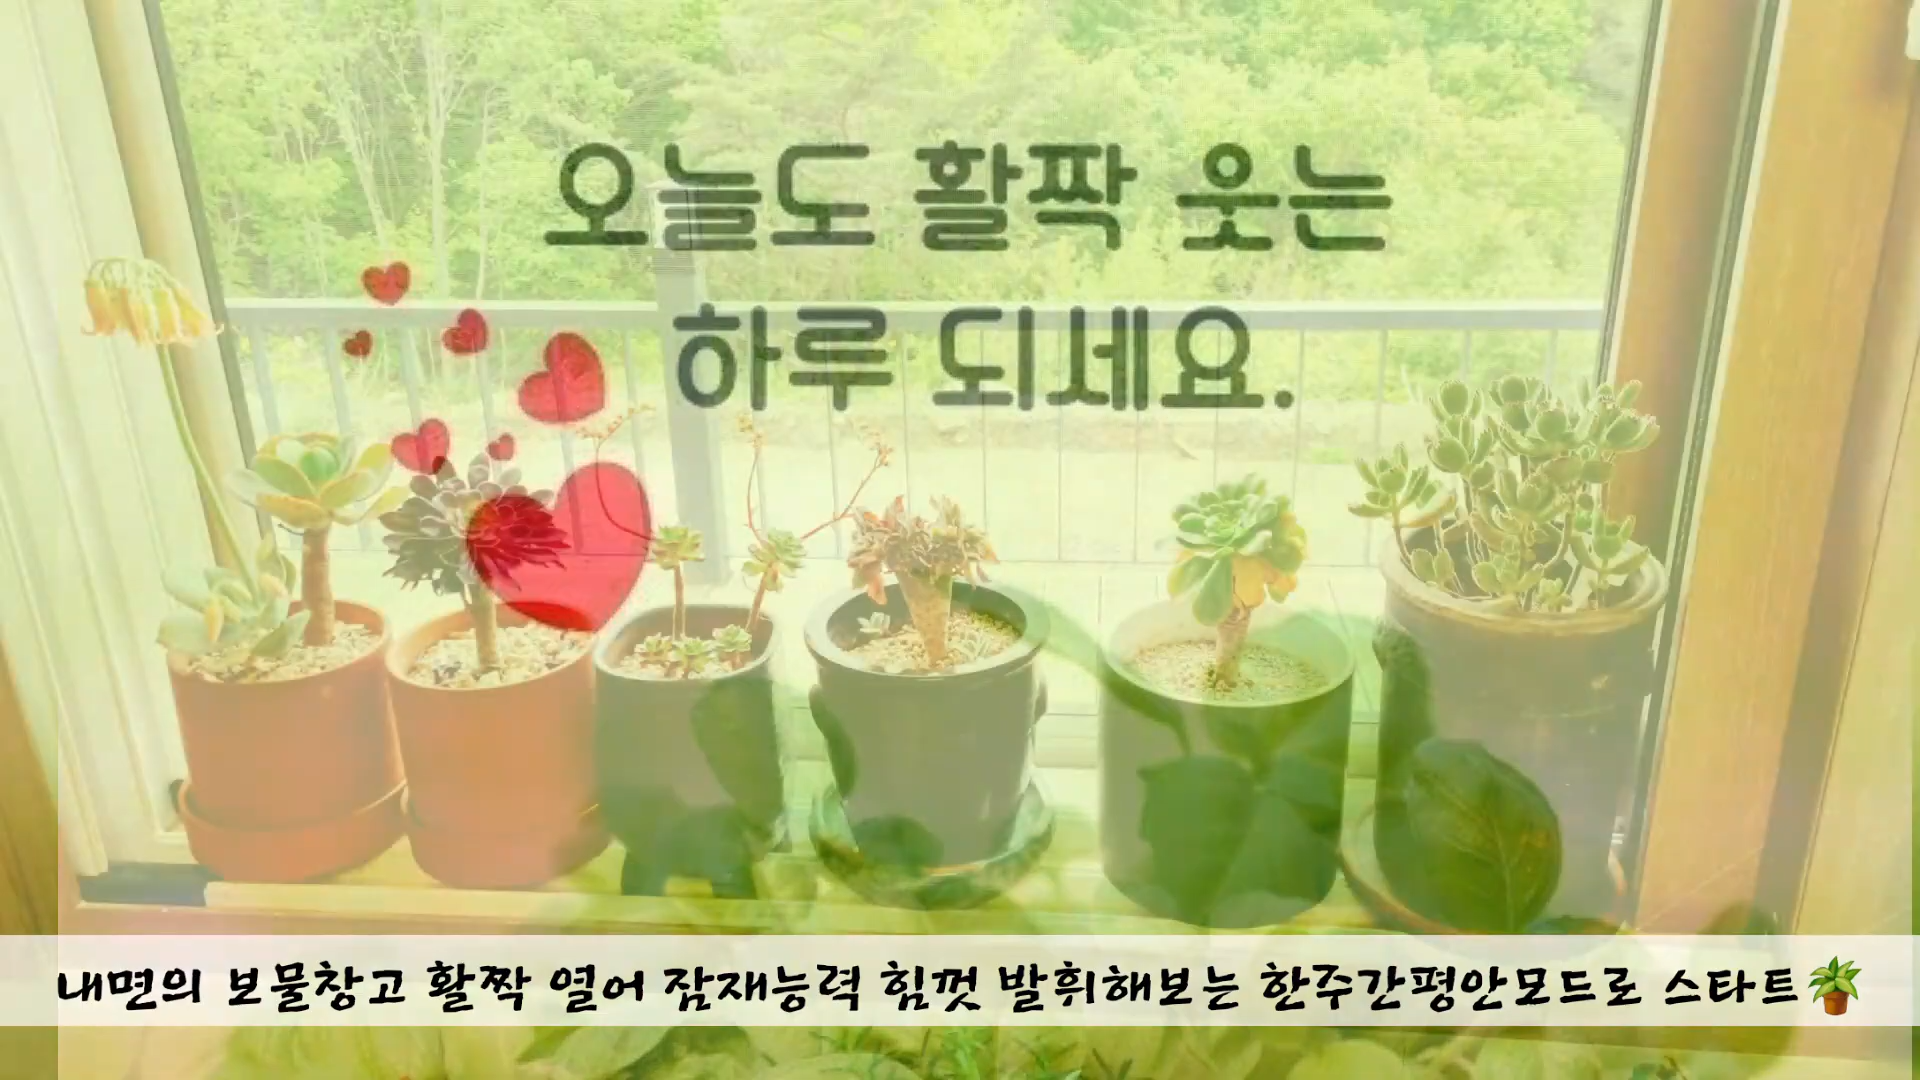 오늘도 활짝 웃는
하루 되세요.
내면의 보물창고 활짝 열어 잠재능력 힘껏 발휘해보는 한주간평안모드로 스타트🪴